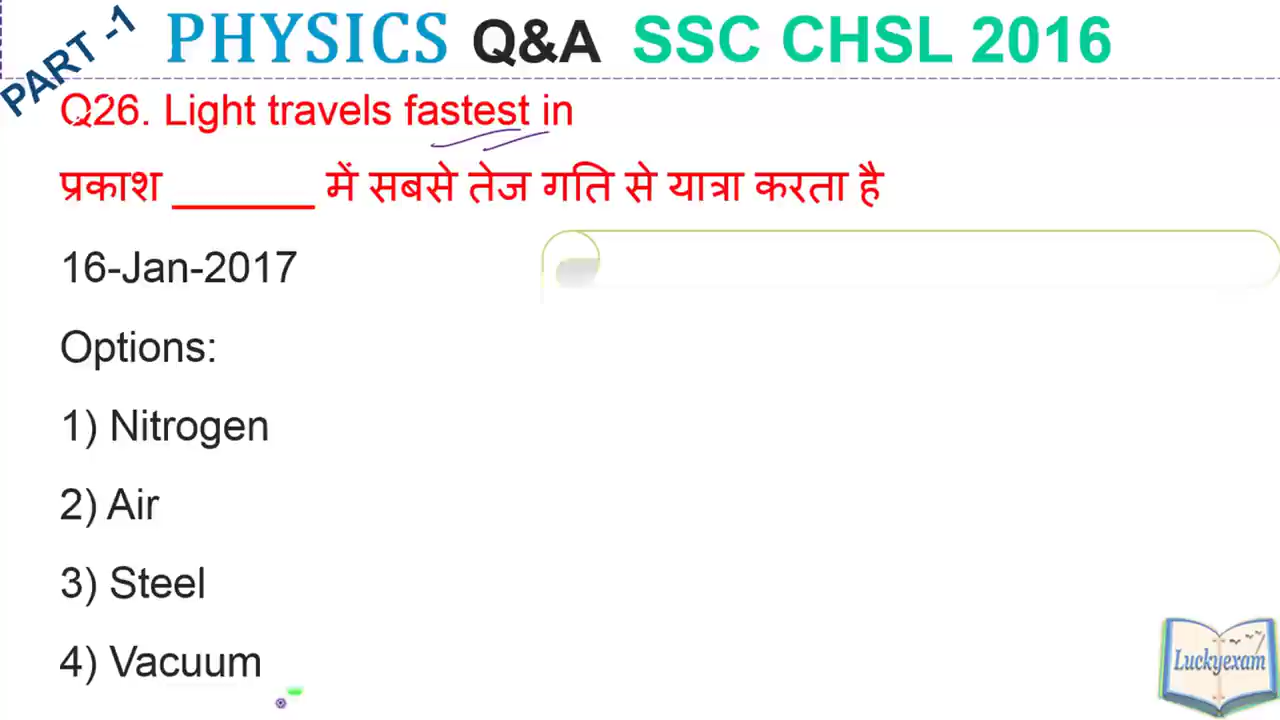 PART -1
PHYSICS Q&A SSC CHSL 2016
Q26. Light travels fastest in
प्रकाश ______ में सबसे तेज गति से यात्रा करता है
16-Jan-2017
Options:
1) Nitrogen
2) Air
3) Steel
4) Vacuum
Luckyexam